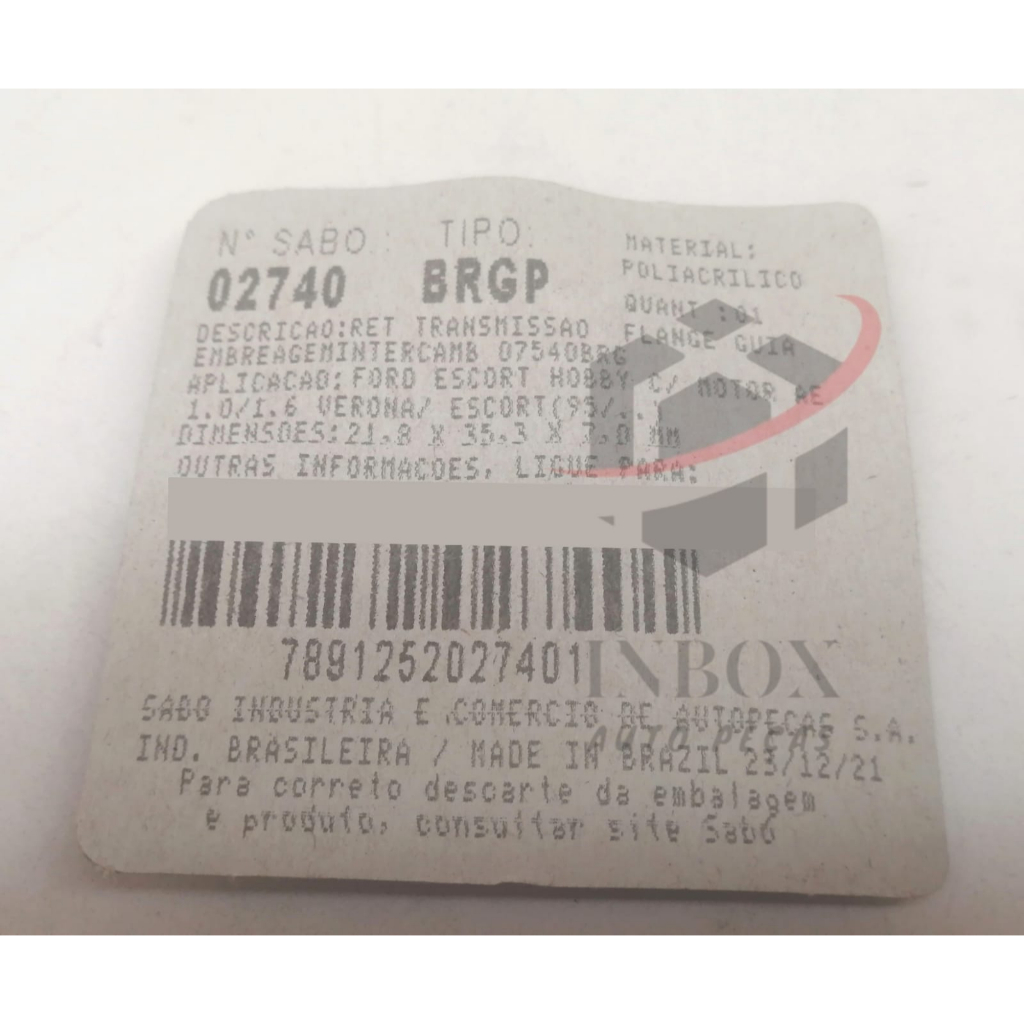 Nº SABO: TIPO:
02740 BRGP
MATERIAL:
POLIACRILICO
QUANT :01
FLANGE GUIA
DESCRICAO:RET TRANSMISSAO
EMBREAGEMINTERCAMB 07540BRG
APLICACAO: FORD ESCORT HOBBY C/ MOTOR AE
1.0/1.6 VERONA/ ESCORT(95/..)
DIMENSOES:21.8 X 35.3 X 7.0 MM
OUTRAS INFORMACOES, LIGUE PARA:
7891252027401
INBOX
AUTO PEÇAS
SABO INDUSTRIA E COMERCIO DE AUTOPECAS S.A.
IND. BRASILEIRA / MADE IN BRAZIL 23/12/21
Para correto descarte da embalagem
e produto, consultar site Sabó